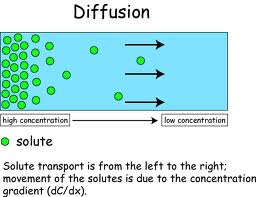 Diffusion
high concentration
low concentration
solute
Solute transport is from the left to the right;
movement of the solutes is due to the concentration
gradient (dC/dx).